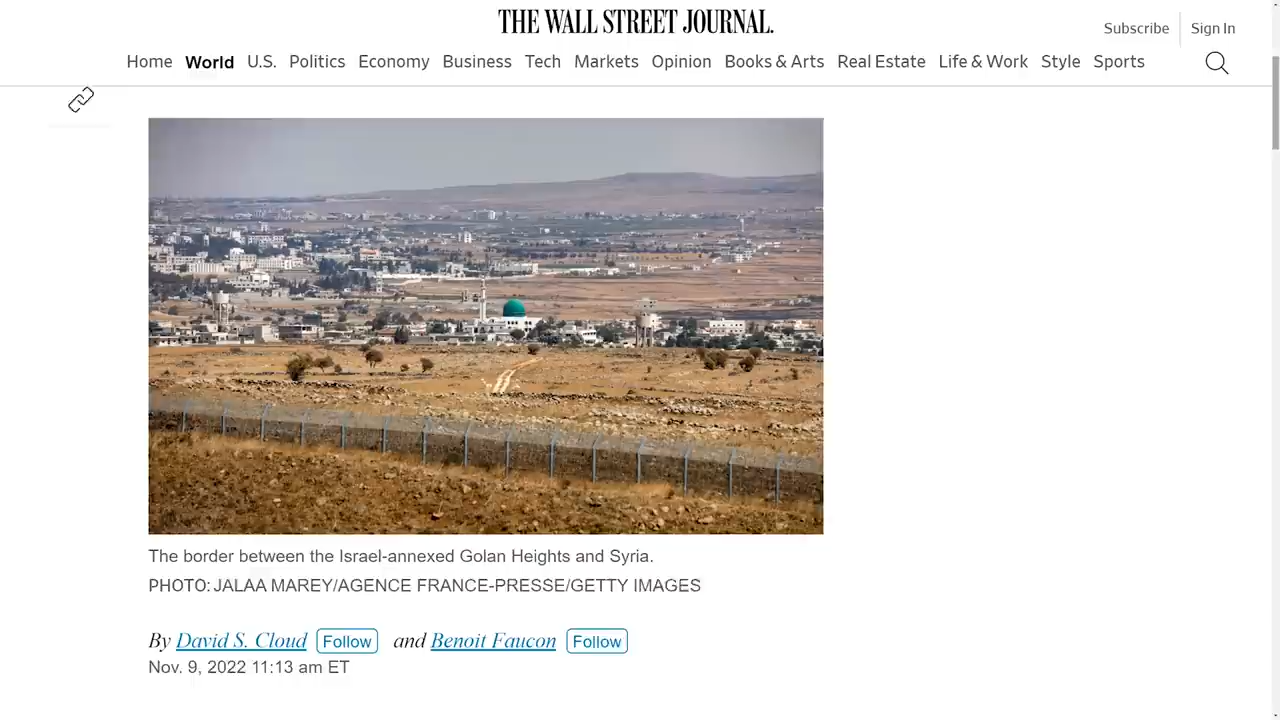 THE WALL STREET JOURNAL.
Subscribe Sign In
Home World U.S. Politics Economy Business Tech Markets Opinion Books & Arts Real Estate Life & Work Style Sports
The border between the Israel-annexed Golan Heights and Syria.
PHOTO: JALAA MAREY/AGENCE FRANCE-PRESSE/GETTY IMAGES
By David S. Cloud Follow and Benoit Faucon Follow
Nov. 9, 2022 11:13 am ET